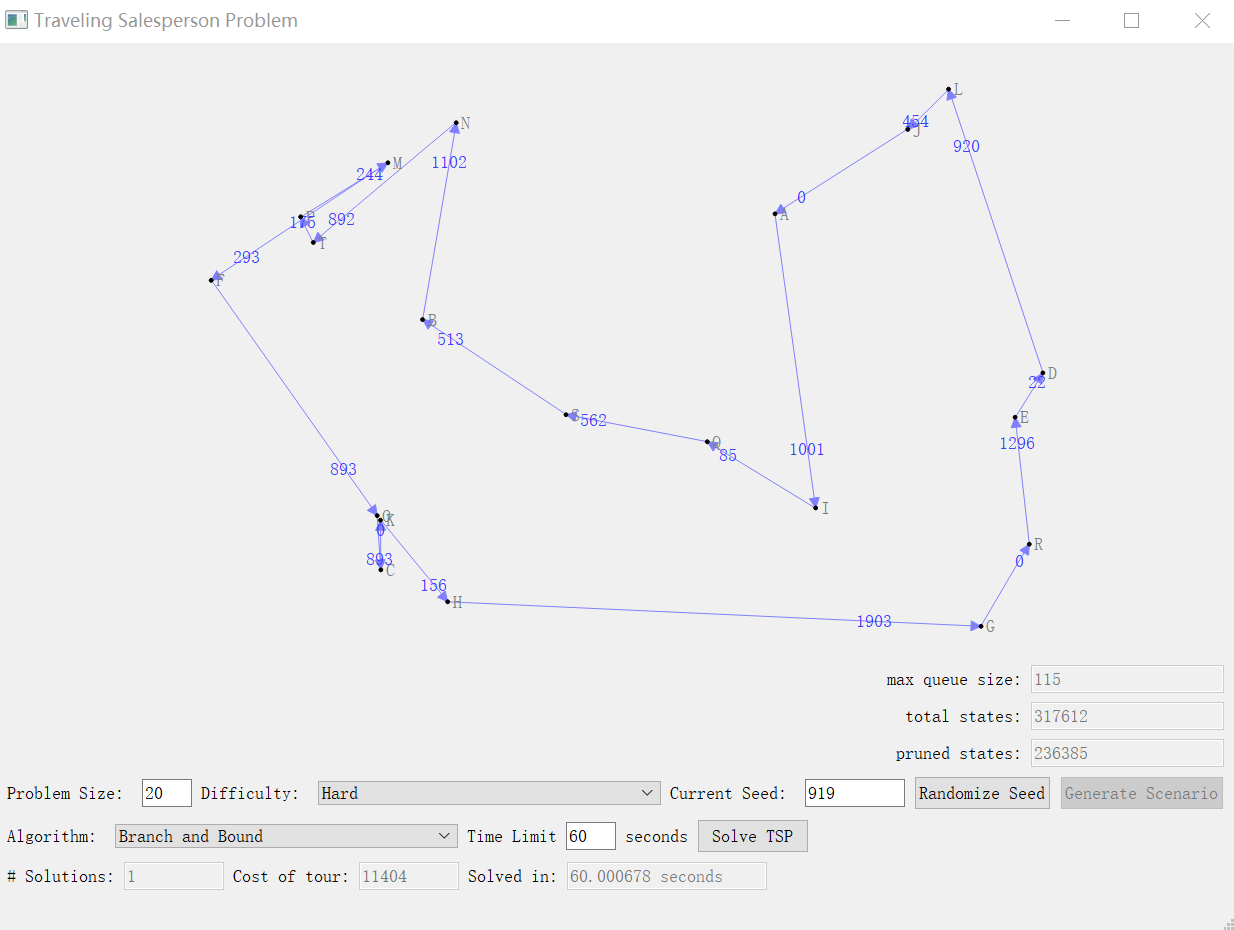 Traveling Salesperson Problem
L
454
J
N
920
1102
M
244
0
A
P
175
892
T
293
F
B
513
D
22
S
562
E
Q
1296
1001
85
893
I
O
K
0
R
893
C
0
156
H
1903
G
max queue size: 115
total states: 317612
pruned states: 236385
Problem Size: 20 Difficulty: Hard Current Seed: 919 Randomize Seed Generate Scenario
Algorithm: Branch and Bound Time Limit 60 seconds Solve TSP
# Solutions: 1 Cost of tour: 11404 Solved in: 60.000678 seconds